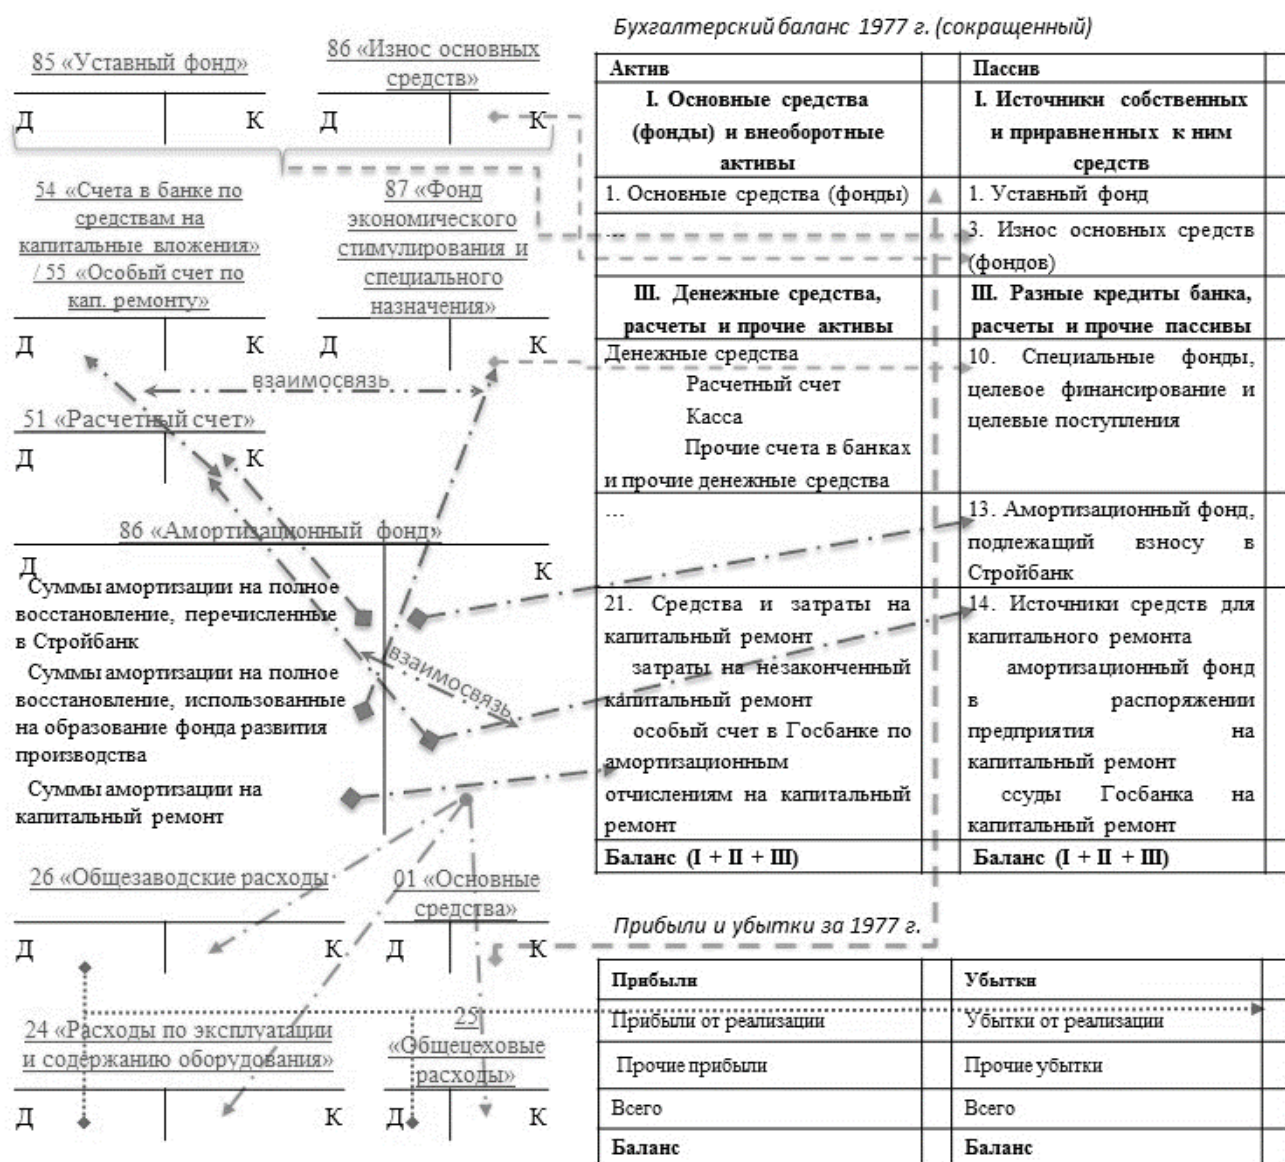 85 «Уставный фонд»
86 «Износ основных
средств»
Д
К
Д
К
54 «Счета в банке по
средствам на
капитальные вложения»
/ 55 «Особый счет по
кап. ремонту»
87 «Фонд
экономического
стимулирования и
специального
назначения»
Д
К
Д
К
взаимосвязь
51 «Расчетный счет»
Д
К
86 «Амортизационный фонд»
Д
К
Суммы амортизации на полное
восстановление, перечисленные
в Стройбанк
Суммы амортизации на полное
восстановление, использованные
на образование фонда развития
производства
Суммы амортизации на
капитальный ремонт
взаимосвязь
26 «Общезаводские расходы
01 «Основные
средства»
Д
К
Д
К
24 «Расходы по эксплуатации
и содержанию оборудования»
25
«Общецеховые
расходы»
Д
К
Д
К
Бухгалтерский баланс 1977 г. (сокращенный)
Актив
Пассив
I. Основные средства
(фонды) и внеоборотные
активы
I. Источники собственных
и приравненных к ним
средств
1. Основные средства (фонды)
1. Уставный фонд
...
3. Износ основных средств
(фондов)
III. Денежные средства,
расчеты и прочие активы
III. Разные кредиты банка,
расчеты и прочие пассивы
Денежные средства
Расчетный счет
Касса
Прочие счета в банках
и прочие денежные средства
10. Специальные фонды,
целевое финансирование и
целевые поступления
...
13. Амортизационный фонд,
подлежащий взносу в
Стройбанк
21. Средства и затраты на
капитальный ремонт
затраты на незаконченный
капитальный ремонт
особый счет в Госбанке по
амортизационным
отчислениям на капитальный
ремонт
14. Источники средств для
капитального ремонта
амортизационный фонд
в распоряжении
предприятия на
капитальный ремонт
ссуды Госбанка на
капитальный ремонт
Баланс (I + II + III)
Баланс (I + II + III)
Прибыли и убытки за 1977 г.
Прибыли
Убытки
Прибыли от реализации
Убытки от реализации
Прочие прибыли
Прочие убытки
Всего
Всего
Баланс
Баланс